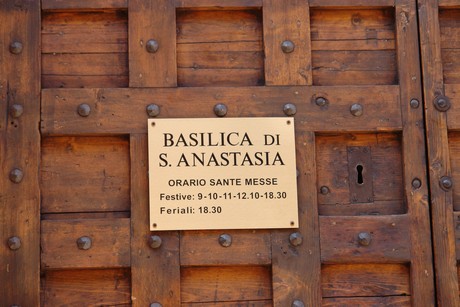 BASILICA DI
S. ANASTASIA
ORARIO SANTE MESSE
Festive: 9-10-11-12.10-18.30
Feriali: 18.30